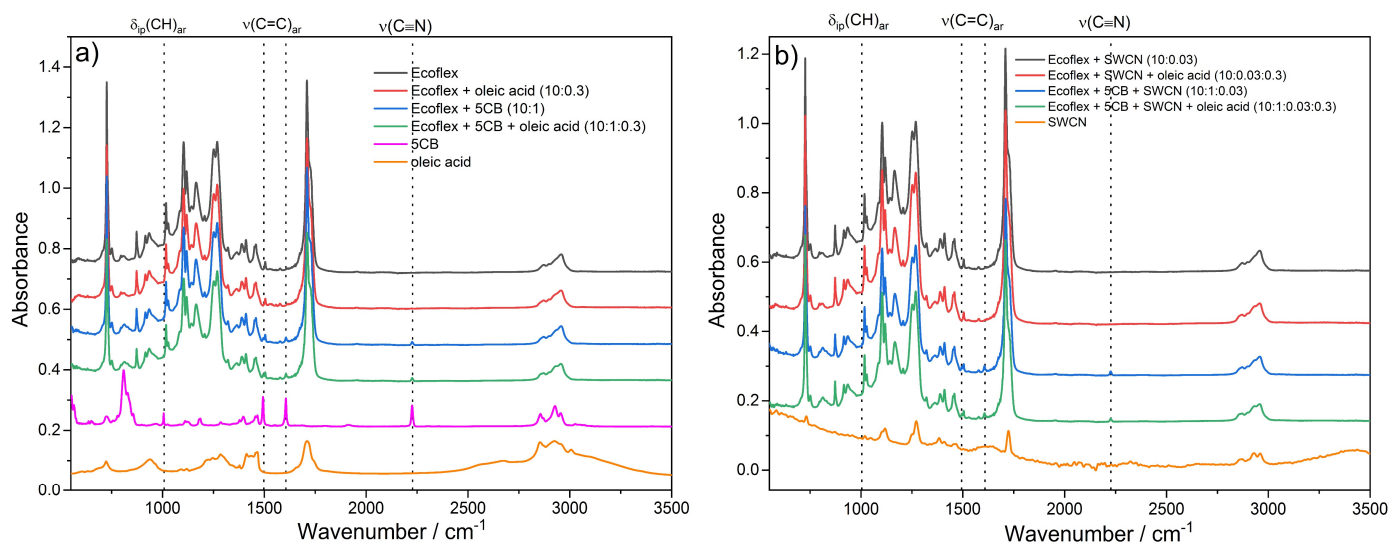 δip(CH)ar ν(C=C)ar ν(C≡N)
a)
Ecoflex
Ecoflex + oleic acid (10:0.3)
Ecoflex + 5CB (10:1)
Ecoflex + 5CB + oleic acid (10:1:0.3)
5CB
oleic acid
1.4
1.2
1.0
0.8
0.6
0.4
0.2
0.0
Absorbance
1000 1500 2000 2500 3000 3500
Wavenumber / cm-1
δip(CH)ar ν(C=C)ar ν(C≡N)
b)
Ecoflex + SWCN (10:0.03)
Ecoflex + SWCN + oleic acid (10:0.03:0.3)
Ecoflex + 5CB + SWCN (10:1:0.03)
Ecoflex + 5CB + SWCN + oleic acid (10:1:0.03:0.3)
SWCN
1.2
1.0
0.8
0.6
0.4
0.2
0.0
Absorbance
1000 1500 2000 2500 3000 3500
Wavenumber / cm-1